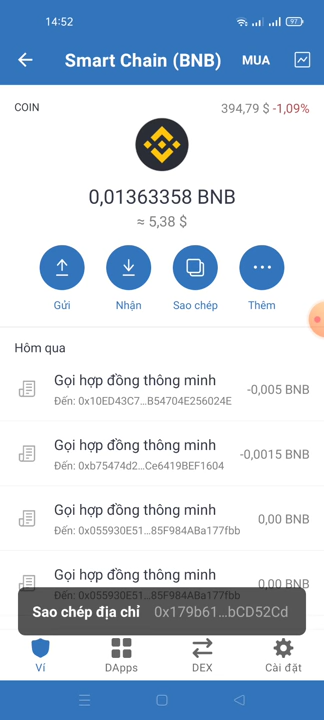 14:52
97
Smart Chain (BNB)
MUA
COIN
394,79 $ -1,09%
0,01363358 BNB
≈ 5,38 $
Gửi
Nhận
Sao chép
Thêm
Hôm qua
Gọi hợp đồng thông minh
-0,005 BNB
Đến: 0x10ED43C7...B54704E256024E
Gọi hợp đồng thông minh
-0,0015 BNB
Đến: 0xb75474d2...Ce6419BEF1604
Gọi hợp đồng thông minh
0,00 BNB
Đến: 0x055930E51...85F984ABa177fbb
Gọi hợp đồng thông minh
0,00 BNB
Đến: 0x055930E51...85F984ABa177fbb
Sao chép địa chỉ 0x179b61...bCD52Cd
Ví
DApps
DEX
Cài đặt